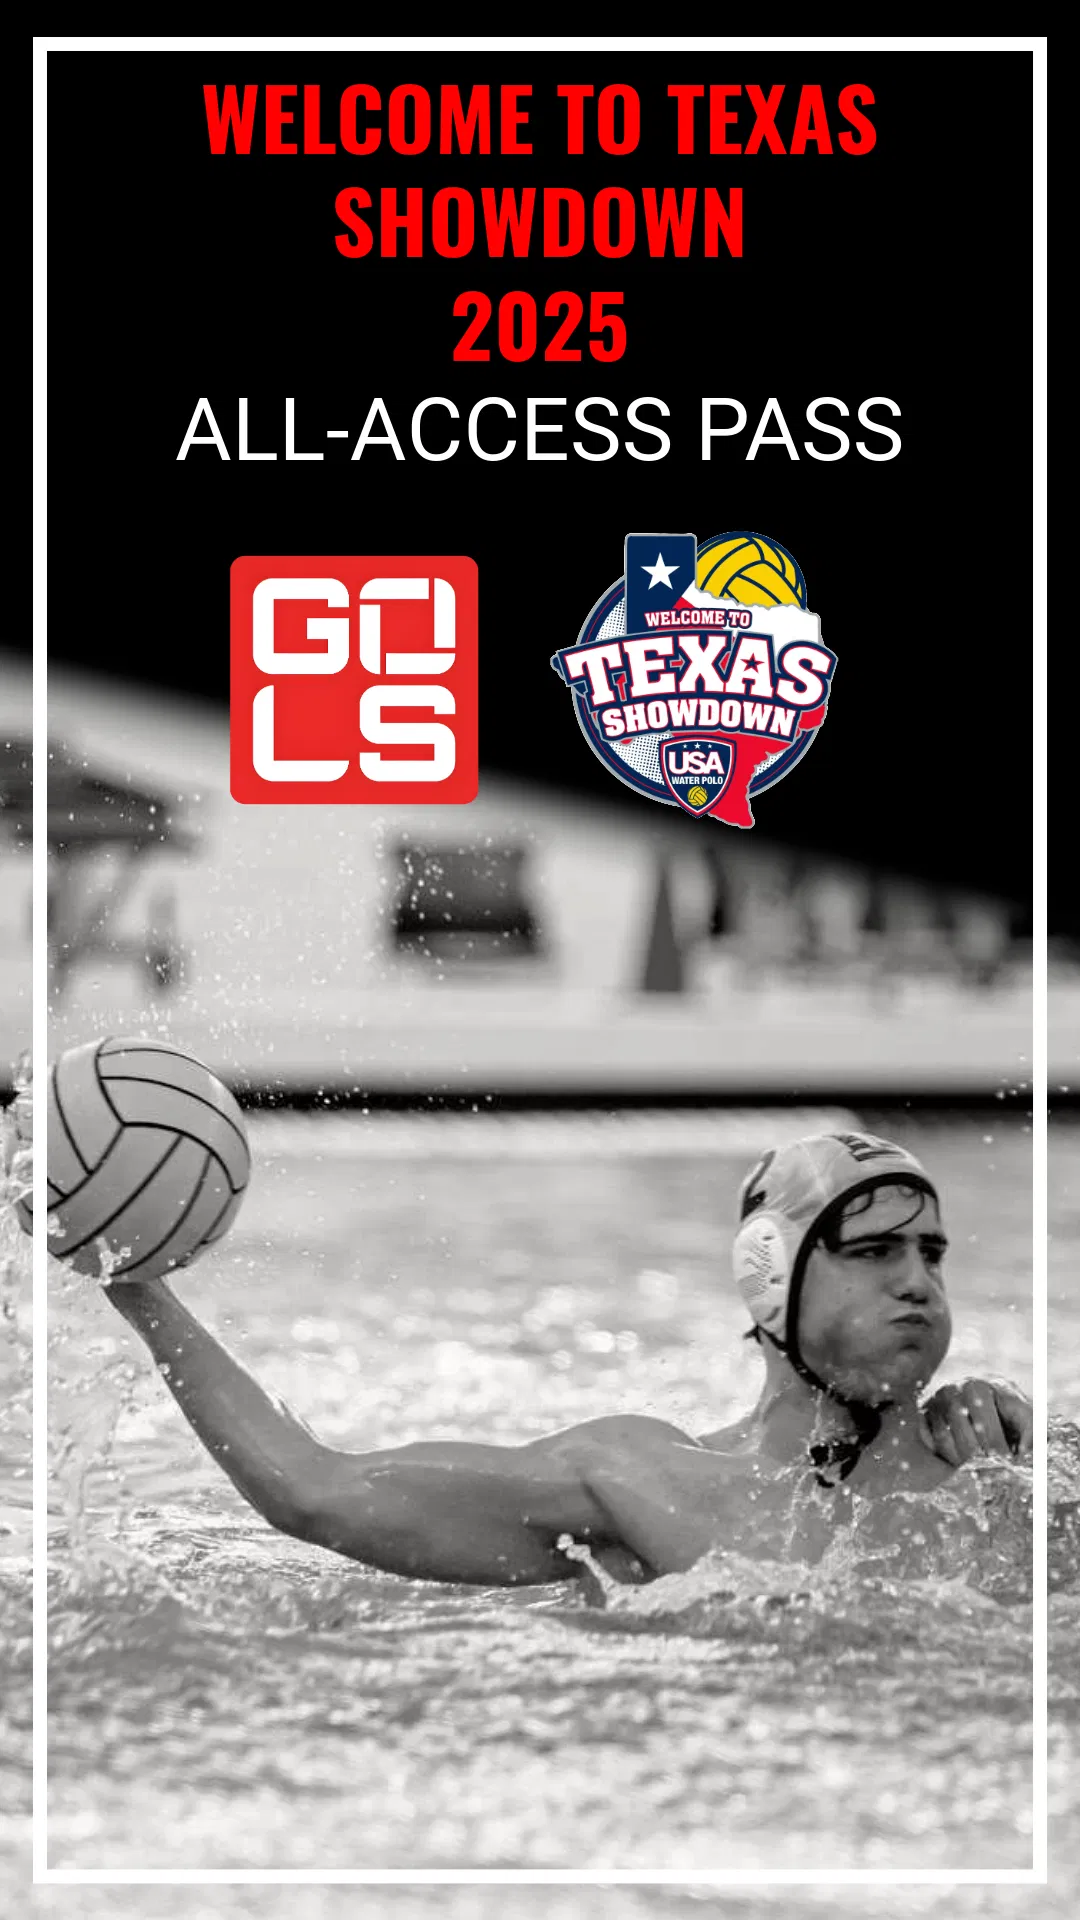 WELCOME TO TEXAS
SHOWDOWN
2025
ALL-ACCESS PASS
GO
LS
WELCOME TO
TEXAS
SHOWDOWN
USA
WATER POLO